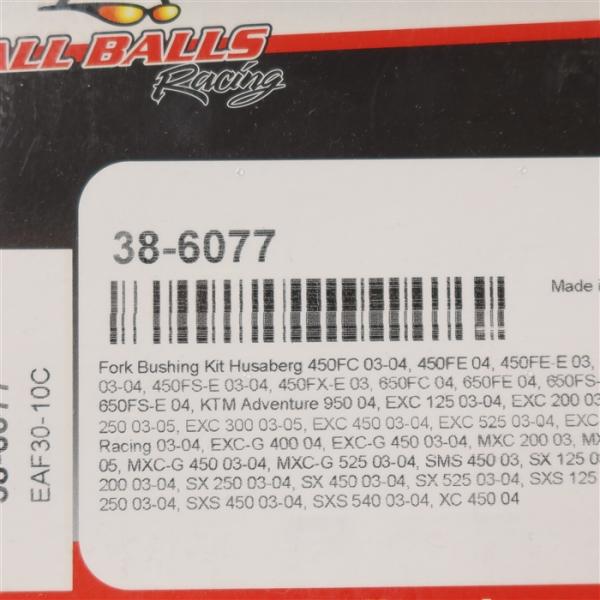 ALL BALLS
Racing
38-6077
Made
Fork Bushing Kit Husaberg 450FC 03-04, 450FE 04, 450FE-E 03,
03-04, 450FS-E 03-04, 450FX-E 03, 650FC 04, 650FE 04, 650FS-
650FS-E 04, KTM Adventure 950 04, EXC 125 03-04, EXC 200 03
250 03-05, EXC 300 03-05, EXC 450 03-04, EXC 525 03-04, EXC
Racing 03-04, EXC-G 400 04, EXC-G 450 03-04, MXC 200 03,
05, MXC-G 450 03-04, MXC-G 525 03-04, SMS 450 03, SX 125
200 03-04, SX 250 03-04, SX 450 03-04, SX 525 03-04, SXS 125
250 03-04, SXS 450 03-04, SXS 540 03-04, XC 450 04
38-6077
EAF30-10C